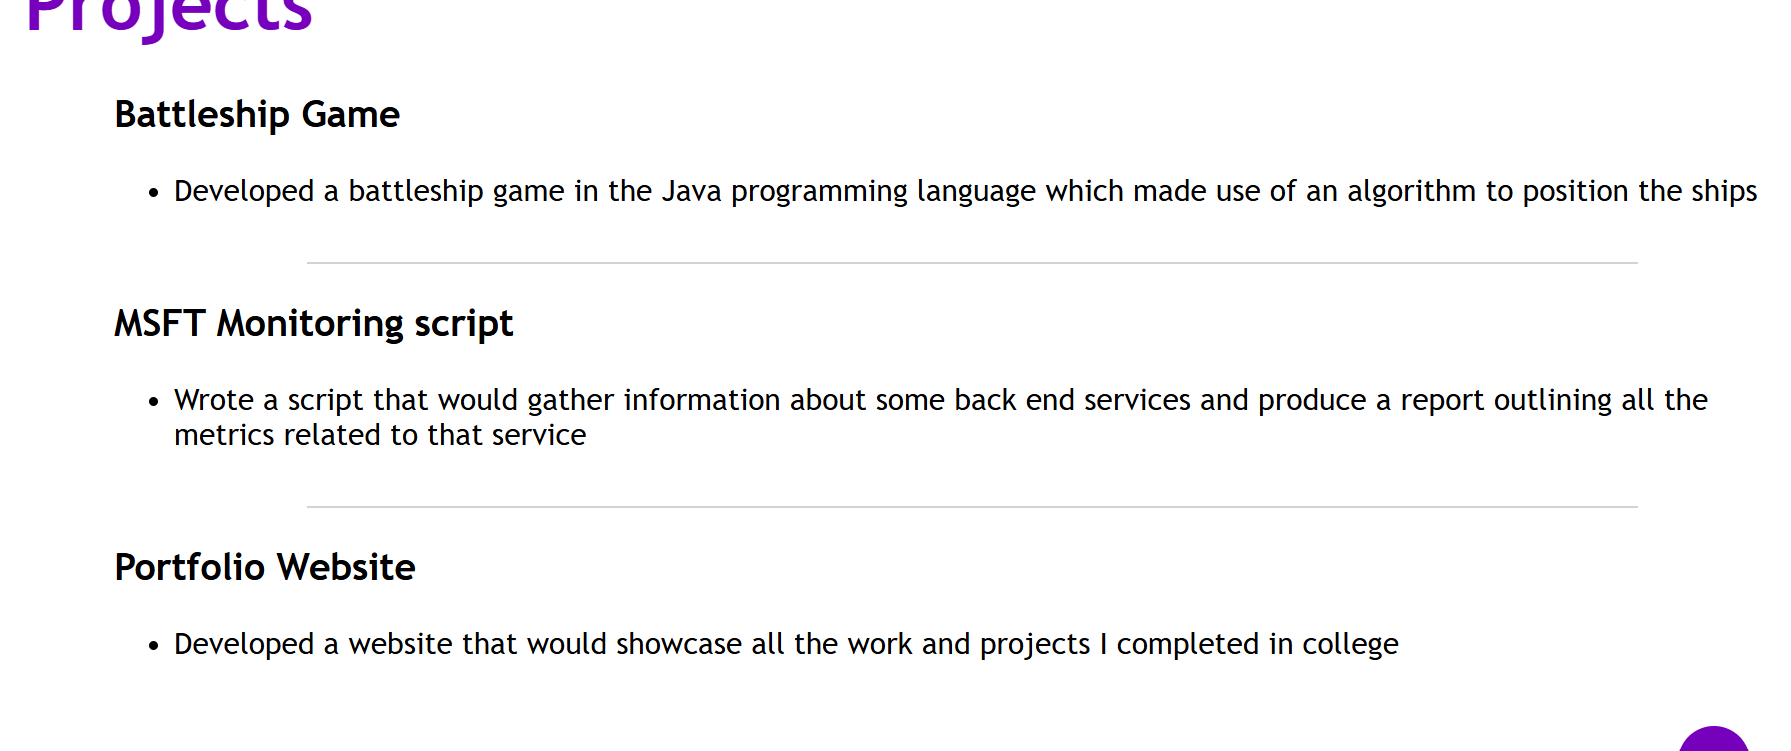 Projects
Battleship Game
• Developed a battleship game in the Java programming language which made use of an algorithm to position the ships
MSFT Monitoring script
• Wrote a script that would gather information about some back end services and produce a report outlining all the
metrics related to that service
Portfolio Website
• Developed a website that would showcase all the work and projects I completed in college